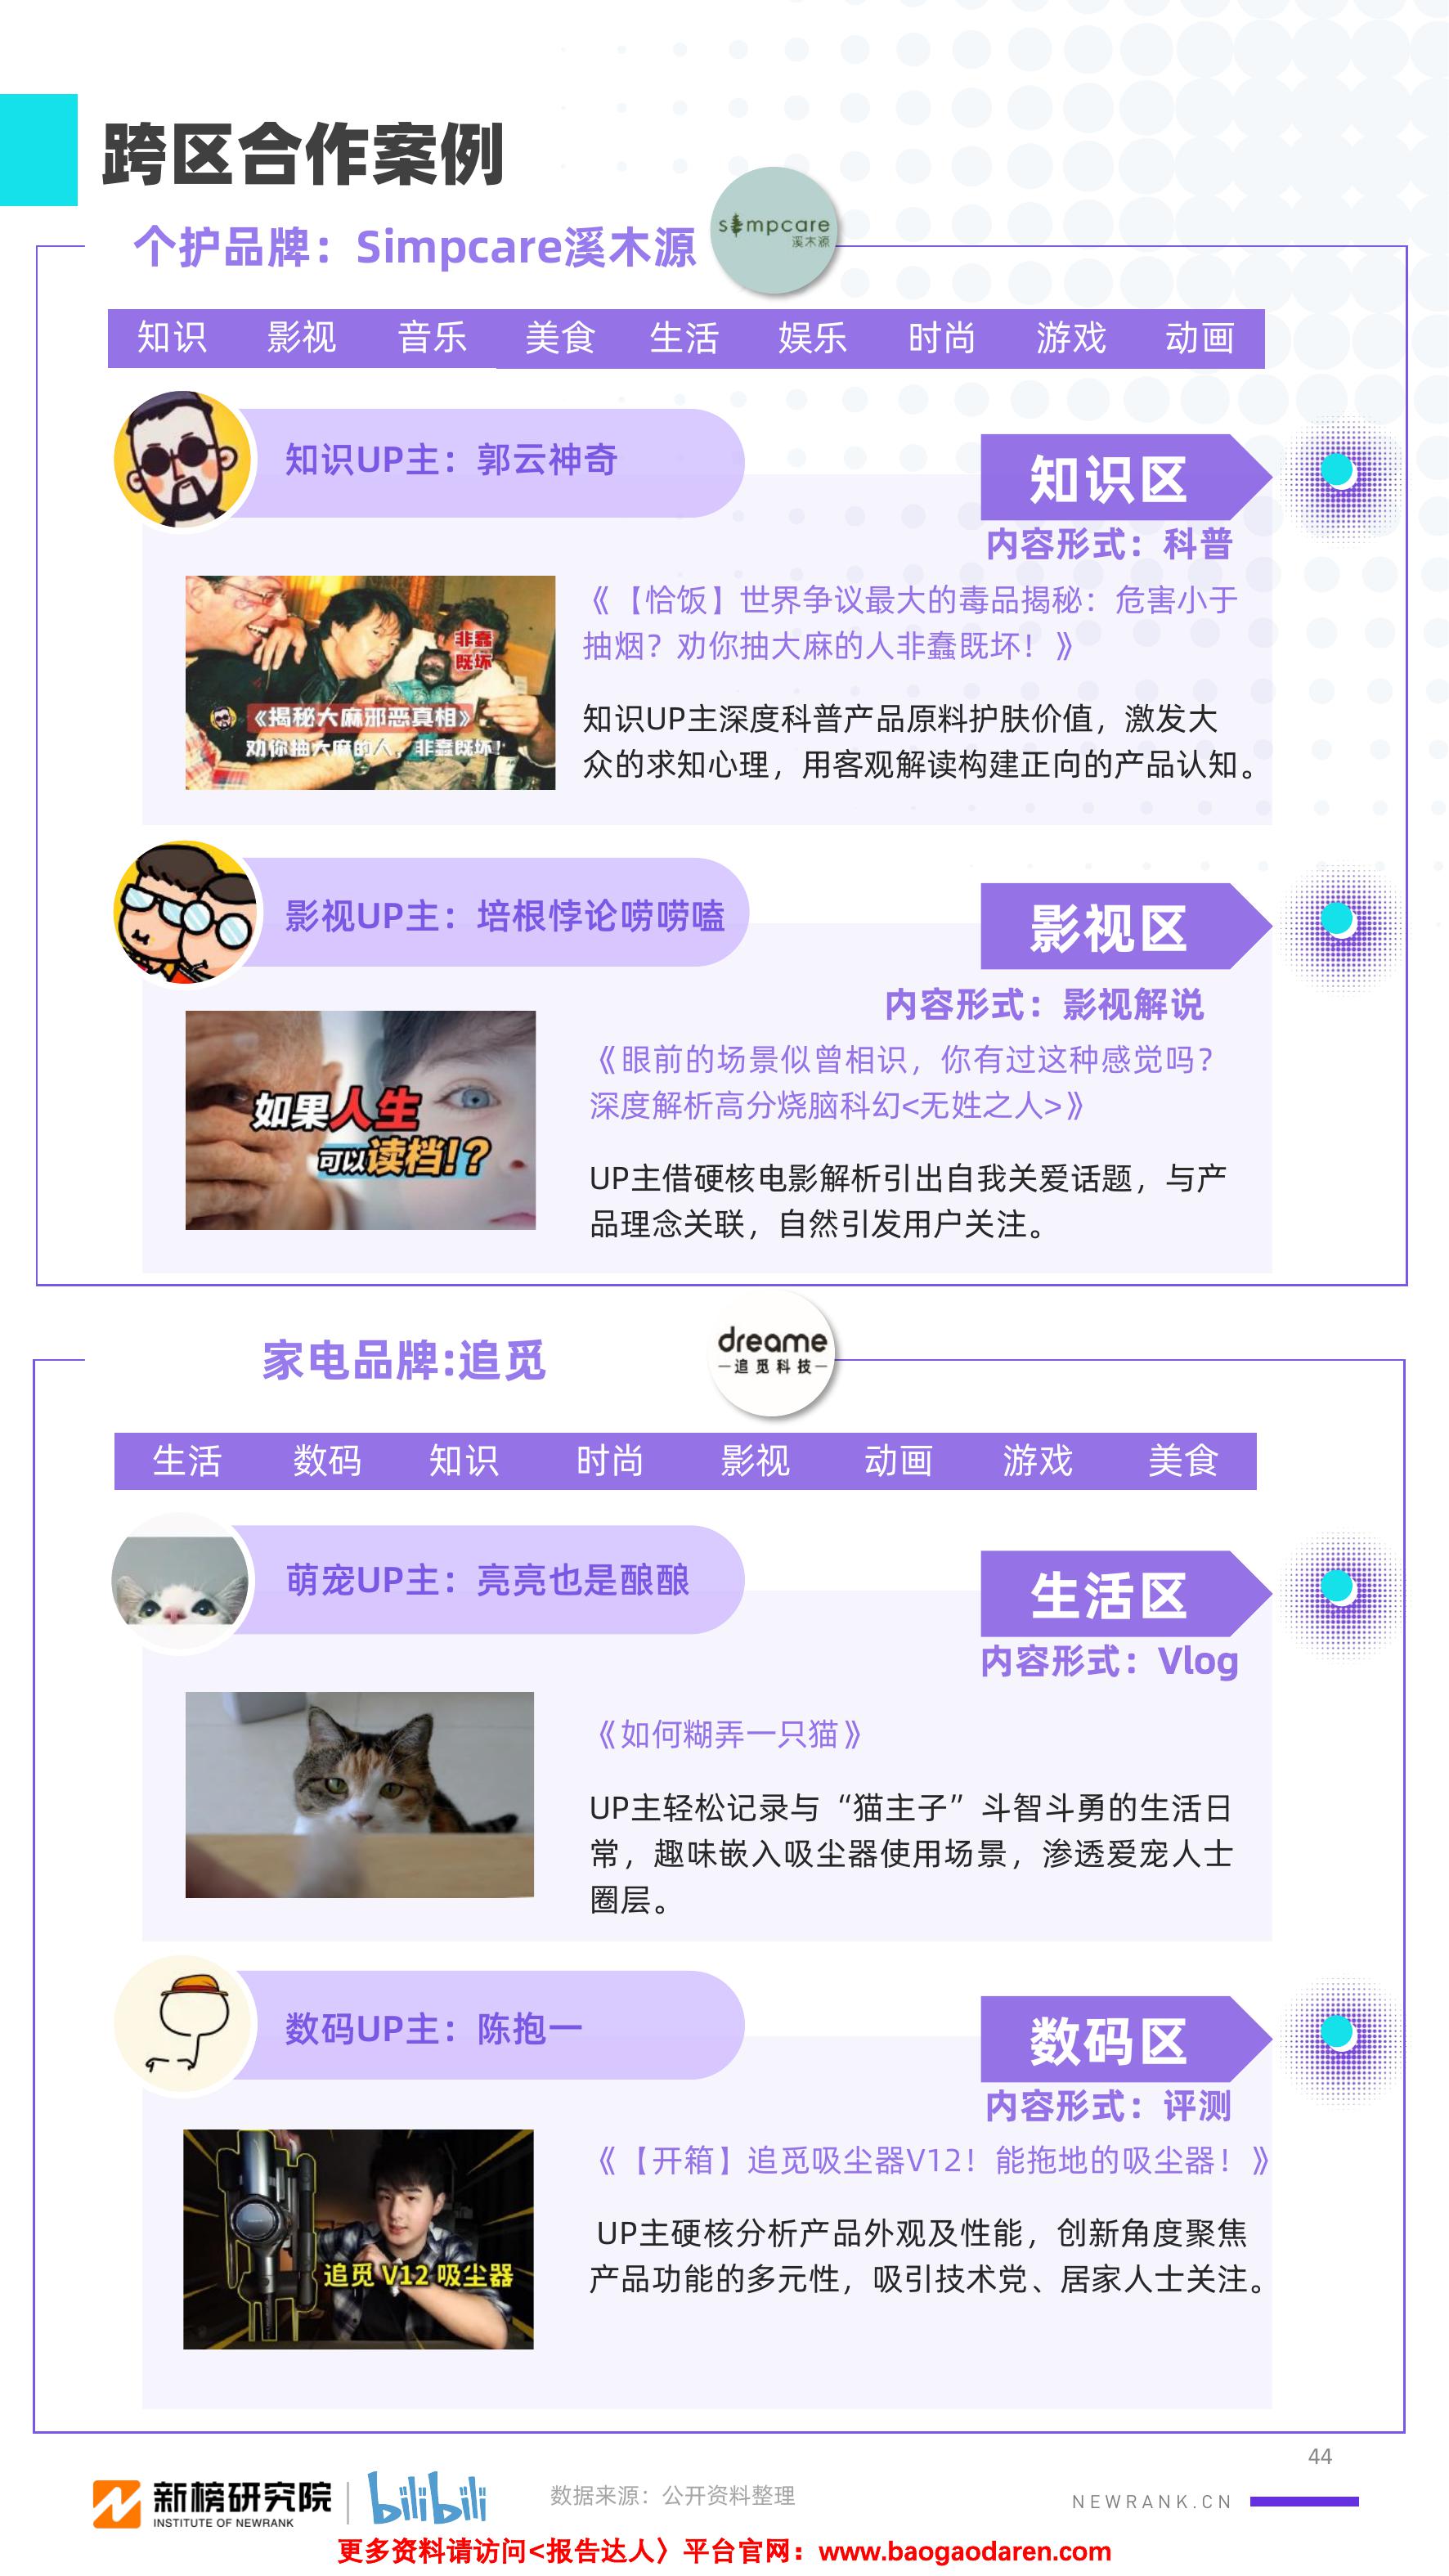 跨区合作案例
个护品牌：Simpcare溪木源
simpcare
溪木源
知识 影视 音乐 美食 生活 娱乐 时尚 游戏 动画
知识UP主：郭云神奇
知识区
内容形式：科普
《【恰饭】世界争议最大的毒品揭秘：危害小于
抽烟？劝你抽大麻的人非蠢既坏！》
非蠢
既坏
《揭秘大麻邪恶真相》
劝你抽大麻的人，非蠢既坏！
知识UP主深度科普产品原料护肤价值，激发大
众的求知心理，用客观解读构建正向的产品认知。
影视UP主：培根悖论唠唠嗑
影视区
内容形式：影视解说
《眼前的场景似曾相识，你有过这种感觉吗？
深度解析高分烧脑科幻<无姓之人>》
如果人生
可以读档!?
UP主借硬核电影解析引出自我关爱话题，与产
品理念关联，自然引发用户关注。
家电品牌:追觅
dreame
追觅科技
生活 数码 知识 时尚 影视 动画 游戏 美食
萌宠UP主：亮亮也是酿酿
生活区
内容形式：Vlog
《如何糊弄一只猫》
UP主轻松记录与“猫主子”斗智斗勇的生活日
常，趣味嵌入吸尘器使用场景，渗透爱宠人士
圈层。
数码UP主：陈抱一
数码区
内容形式：评测
《【开箱】追觅吸尘器V12！能拖地的吸尘器！》
追觅 V12 吸尘器
UP主硬核分析产品外观及性能，创新角度聚焦
产品功能的多元性，吸引技术党、居家人士关注。
44
新榜研究院
INSTITUTE OF NEWRANK
bilibili
数据来源：公开资料整理
NEWRANK.CN
更多资料请访问<报告达人〉平台官网：www.baogaodaren.com